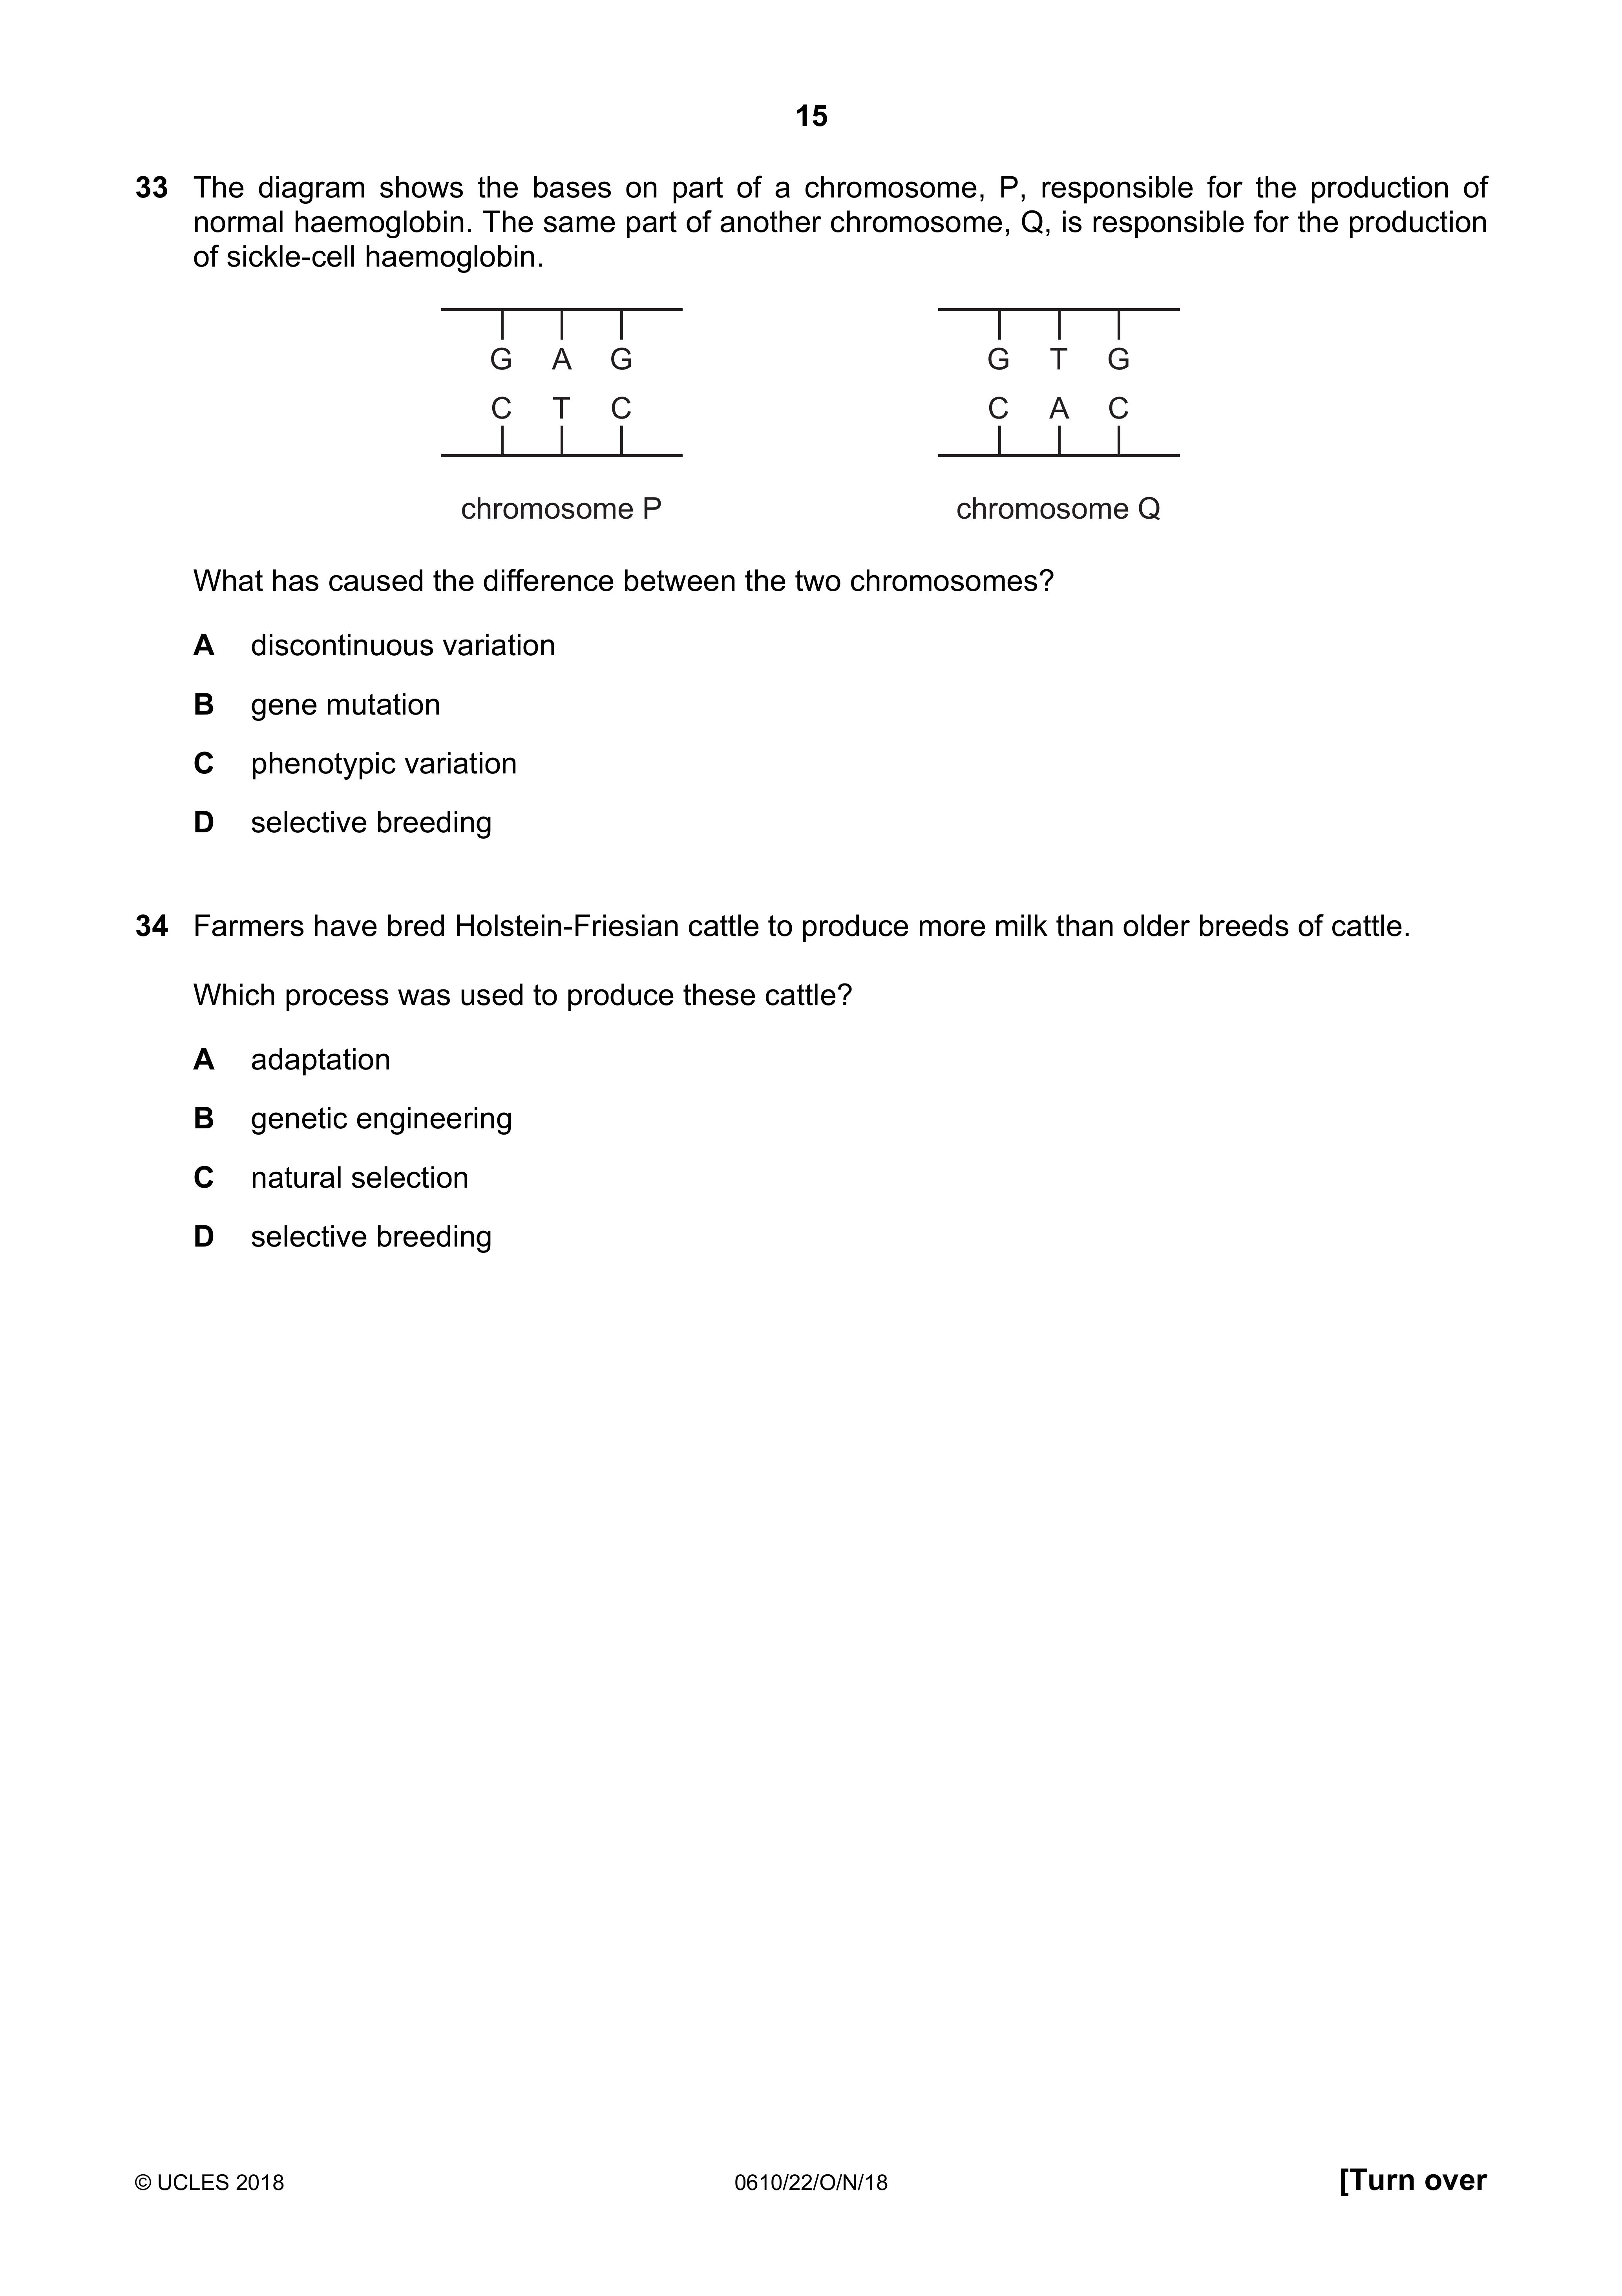 15
33 The diagram shows the bases on part of a chromosome, P, responsible for the production of
normal haemoglobin. The same part of another chromosome, Q, is responsible for the production
of sickle-cell haemoglobin.
G A G
C T C
chromosome P
G T G
C A C
chromosome Q
What has caused the difference between the two chromosomes?
A discontinuous variation
B gene mutation
C phenotypic variation
D selective breeding
34 Farmers have bred Holstein-Friesian cattle to produce more milk than older breeds of cattle.
Which process was used to produce these cattle?
A adaptation
B genetic engineering
C natural selection
D selective breeding
© UCLES 2018 0610/22/O/N/18 [Turn over